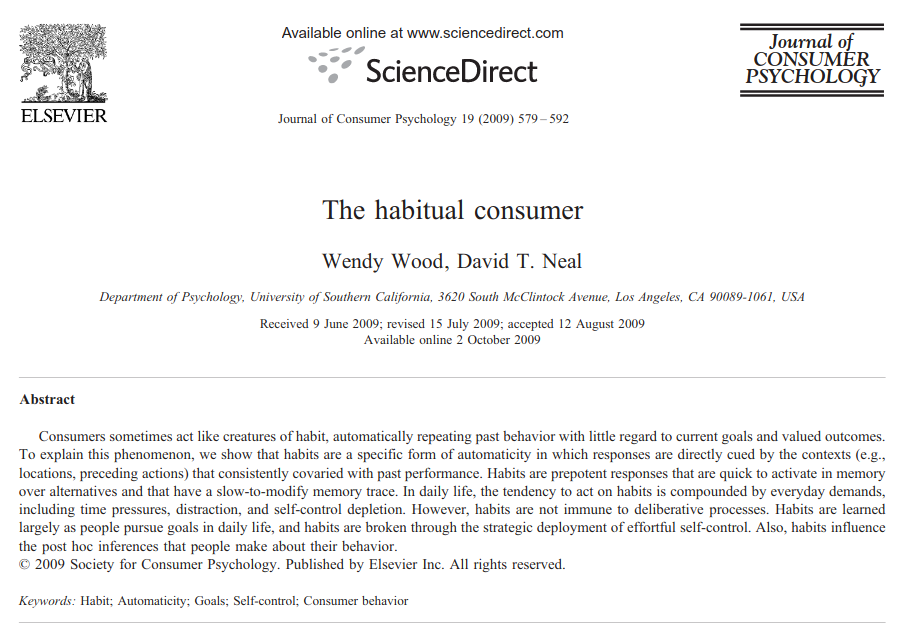 Available online at www.sciencedirect.com
ScienceDirect
ELSEVIER
Journal of
CONSUMER
PSYCHOLOGY
Journal of Consumer Psychology 19 (2009) 579–592
The habitual consumer
Wendy Wood, David T. Neal
Department of Psychology, University of Southern California, 3620 South McClintock Avenue, Los Angeles, CA 90089-1061, USA
Received 9 June 2009; revised 15 July 2009; accepted 12 August 2009
Available online 2 October 2009
Abstract
Consumers sometimes act like creatures of habit, automatically repeating past behavior with little regard to current goals and valued outcomes.
To explain this phenomenon, we show that habits are a specific form of automaticity in which responses are directly cued by the contexts (e.g.,
locations, preceding actions) that consistently covaried with past performance. Habits are prepotent responses that are quick to activate in memory
over alternatives and that have a slow-to-modify memory trace. In daily life, the tendency to act on habits is compounded by everyday demands,
including time pressures, distraction, and self-control depletion. However, habits are not immune to deliberative processes. Habits are learned
largely as people pursue goals in daily life, and habits are broken through the strategic deployment of effortful self-control. Also, habits influence
the post hoc inferences that people make about their behavior.
© 2009 Society for Consumer Psychology. Published by Elsevier Inc. All rights reserved.
Keywords: Habit; Automaticity; Goals; Self-control; Consumer behavior